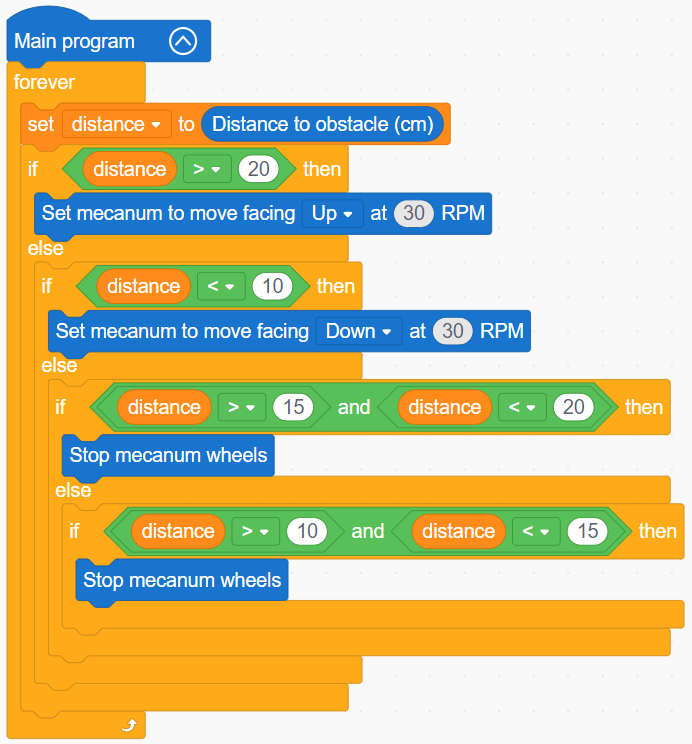 Main program
forever
set distance to Distance to obstacle (cm)
if distance > 20 then
Set mecanum to move facing Up at 30 RPM
else
if distance < 10 then
Set mecanum to move facing Down at 30 RPM
else
if distance > 15 and distance < 20 then
Stop mecanum wheels
else
if distance > 10 and distance < 15 then
Stop mecanum wheels